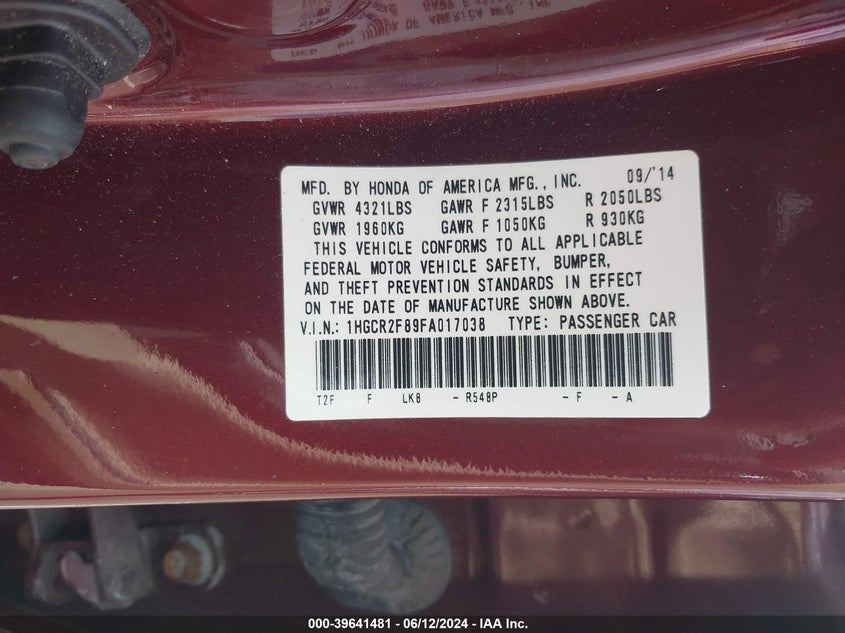 MFD. BY HONDA OF AMERICA MFG., INC. 09/'14
GVWR 4321LBS GAWR F 2315LBS R 2050LBS
GVWR 1960KG GAWR F 1050KG R 930KG
THIS VEHICLE CONFORMS TO ALL APPLICABLE
FEDERAL MOTOR VEHICLE SAFETY, BUMPER,
AND THEFT PREVENTION STANDARDS IN EFFECT
ON THE DATE OF MANUFACTURE SHOWN ABOVE.
V.I.N.: 1HGCR2F89FA017038 TYPE: PASSENGER CAR
T2F F LK8 - R548P - F - A
000-39641481 - 06/12/2024 - IAA Inc.